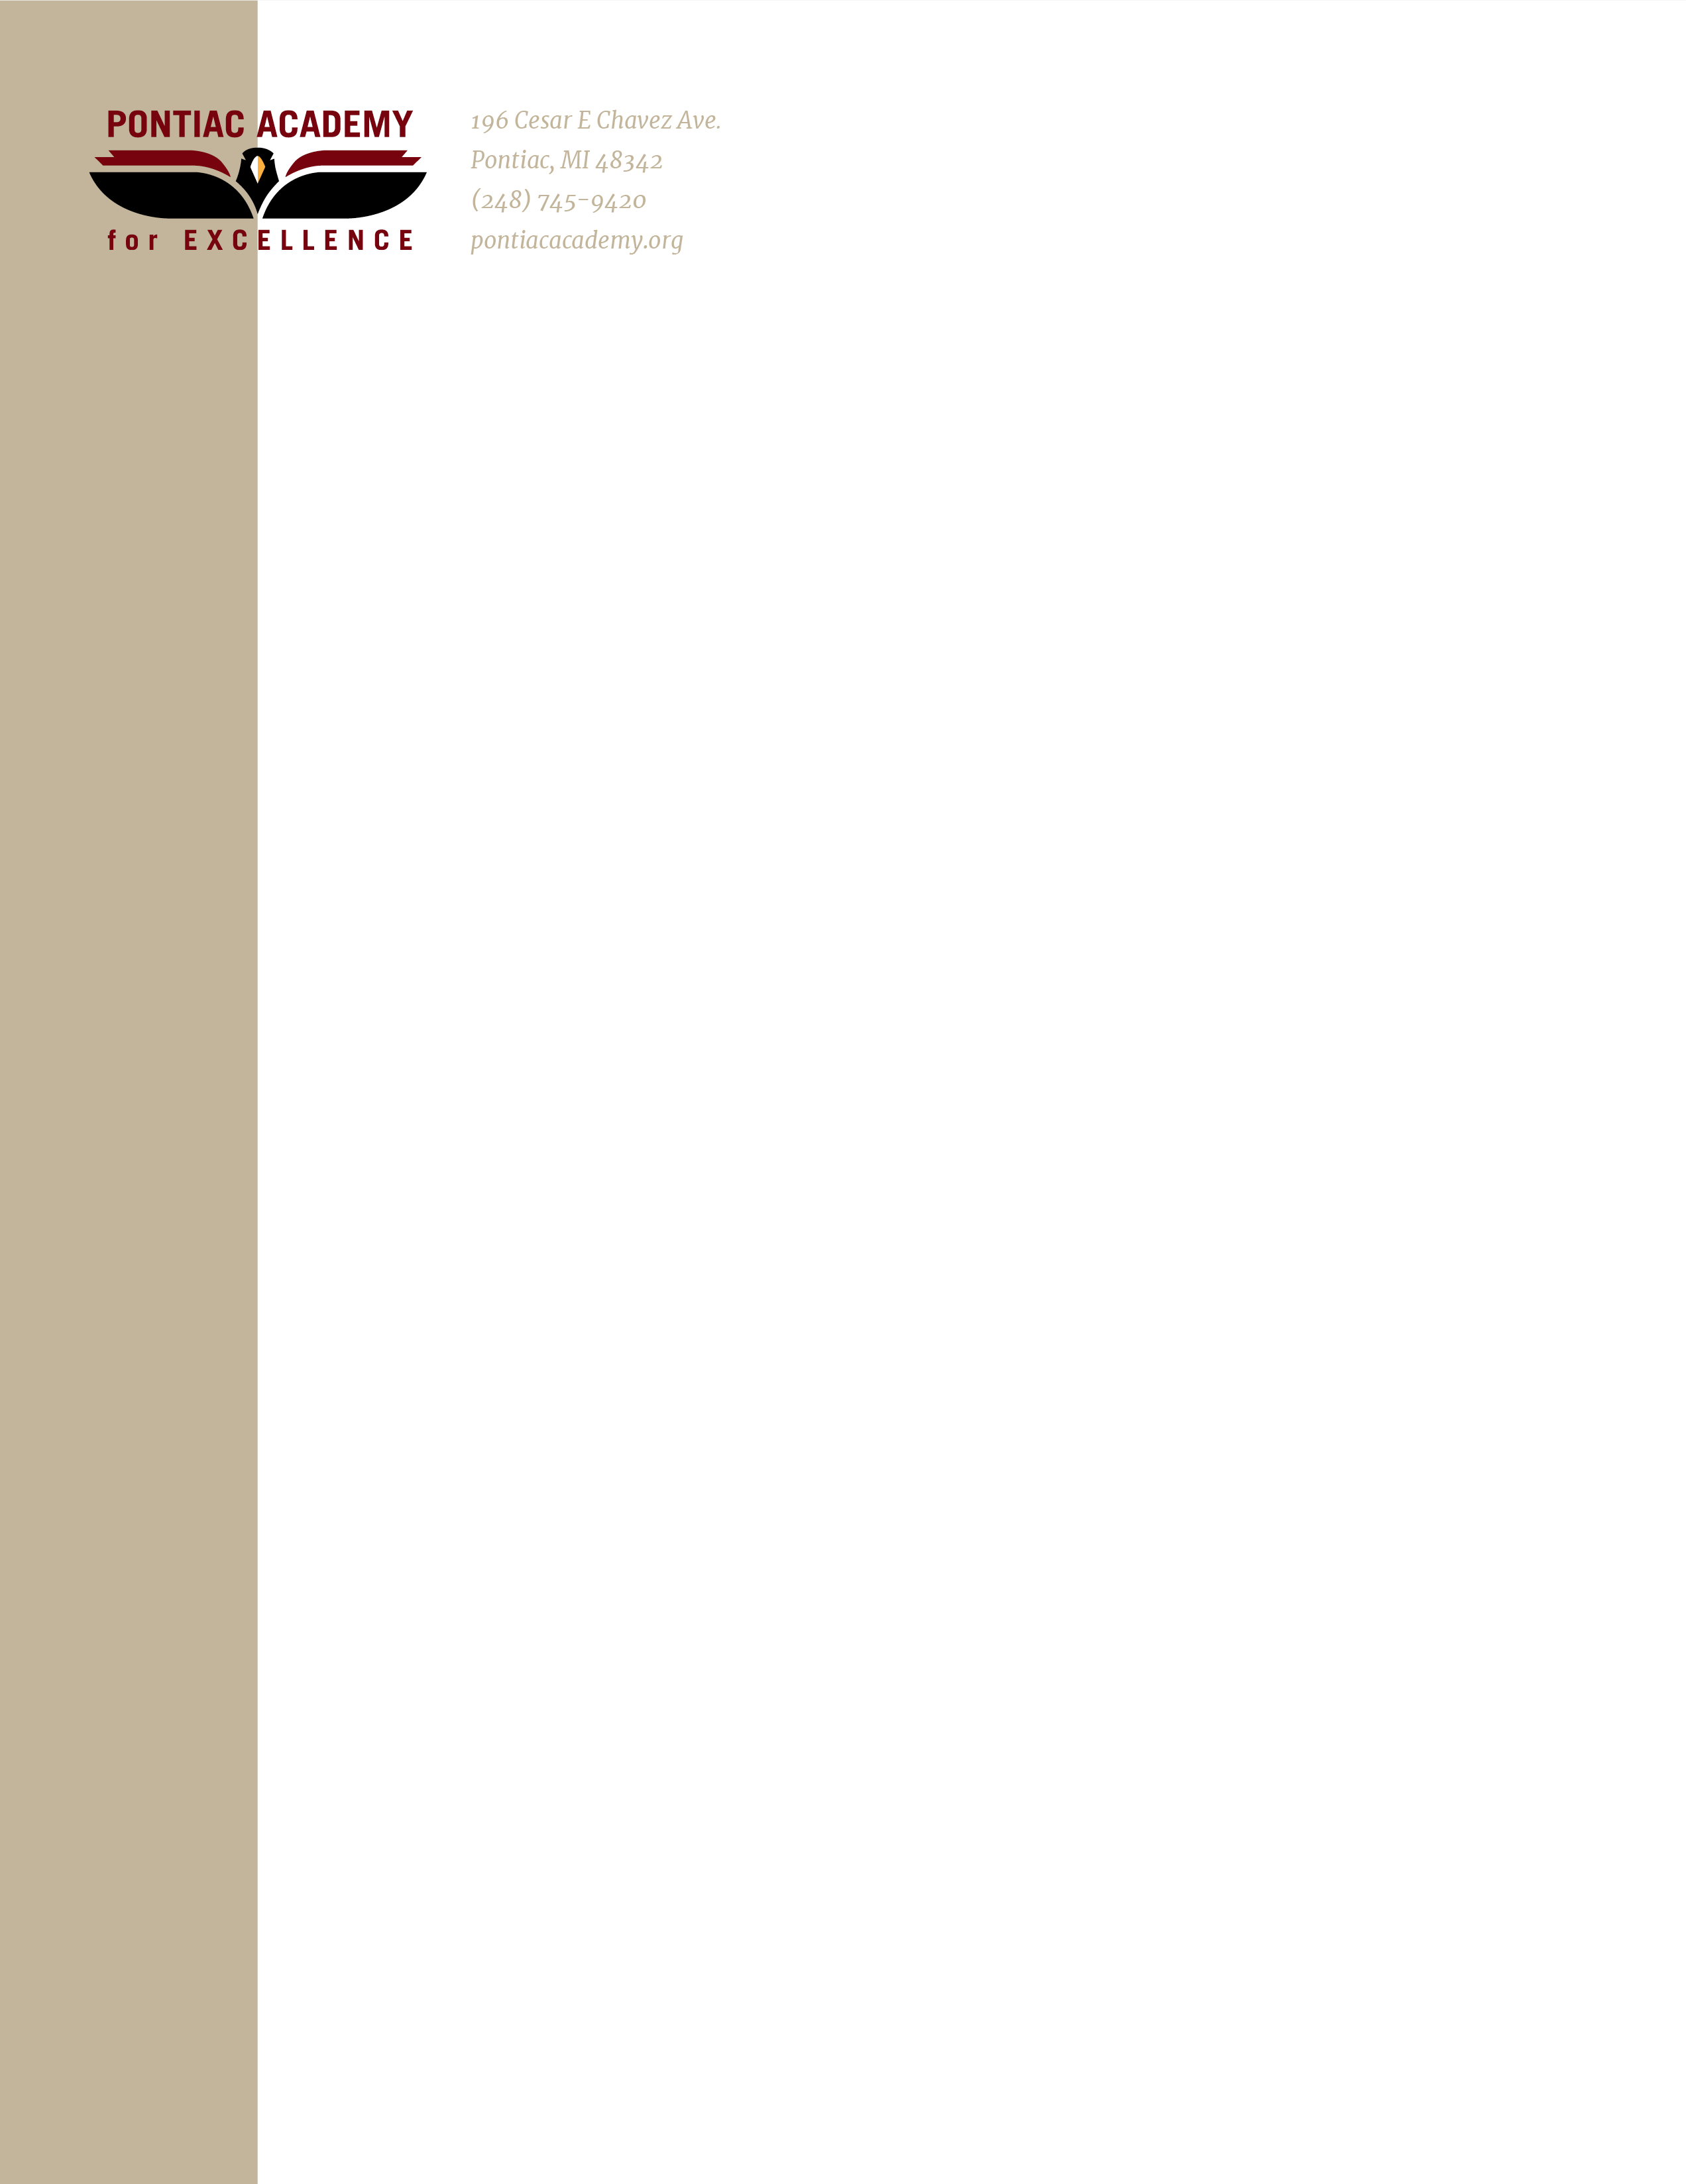 PONTIAC ACADEMY
for EXCELLENCE
196 Cesar E Chavez Ave.
Pontiac, MI 48342
(248) 745-9420
pontiacacademy.org